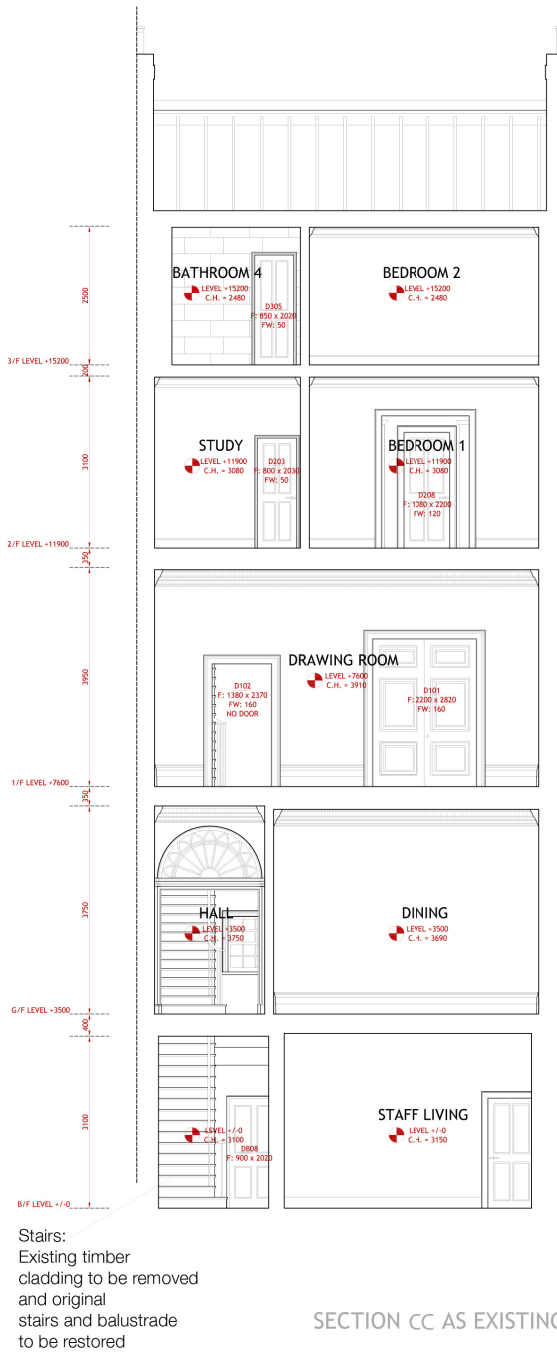 BATHROOM 4
LEVEL +15200
C.H. = 2480
D305
F: 850 x 2020
FW: 50
BEDROOM 2
LEVEL +15200
C.H. = 2480
2500
3/F LEVEL +15200
200
STUDY
LEVEL +11900
C.H. = 3080
D203
F: 800 x 2030
FW: 50
BEDROOM 1
LEVEL +11900
C.H. = 3080
D208
F: 1380 x 2200
FW: 120
3100
2/F LEVEL +11900
350
DRAWING ROOM
LEVEL +7600
C.H. = 3910
D102
F: 1380 x 2370
FW: 160
NO DOOR
D101
F: 2200 x 2820
FW: 160
3950
1/F LEVEL +7600
350
HALL
LEVEL +3500
C.H. = 3750
DINING
LEVEL +3500
C.H. = 3690
3750
G/F LEVEL +3500
400
LEVEL +/-0
C.H. = 3100
DB08
F: 900 x 2020
STAFF LIVING
LEVEL +/-0
C.H. = 3150
3100
B/F LEVEL +/-0
Stairs:
Existing timber
cladding to be removed
and original
stairs and balustrade
to be restored
SECTION CC AS EXISTING